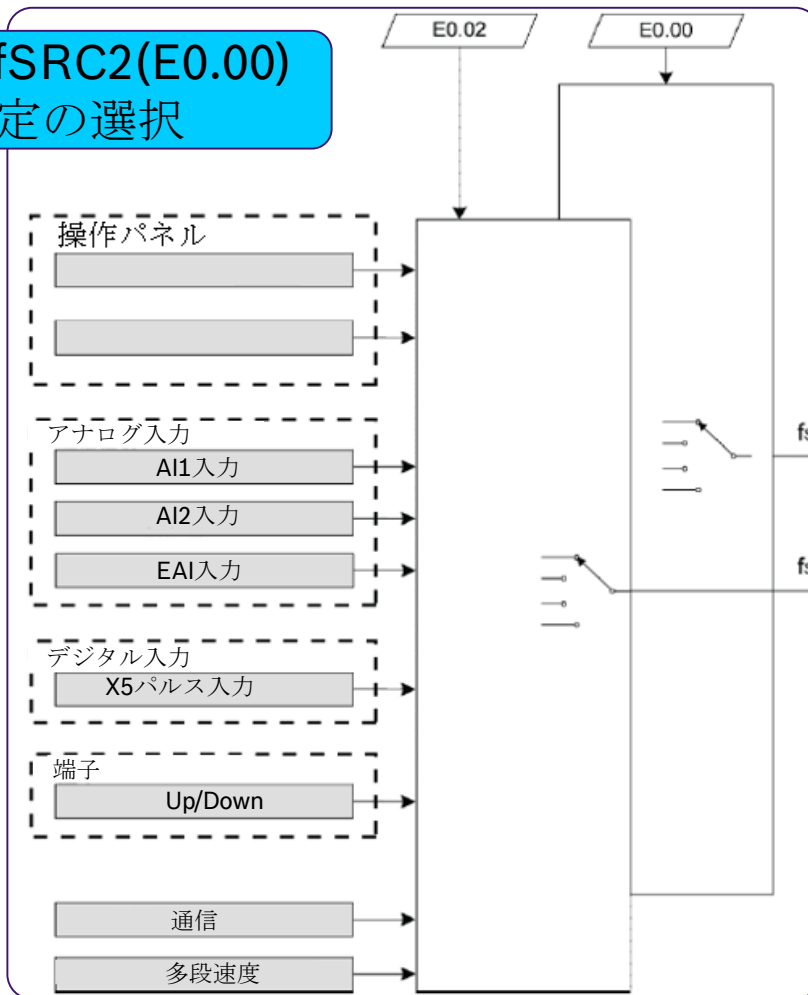 fSRC2(E0.00)
定の選択
E0.02
E0.00
操作パネル
アナログ入力
AI1入力
AI2入力
EAI入力
デジタル入力
X5パルス入力
端子
Up/Down
通信
多段速度
fs
fs